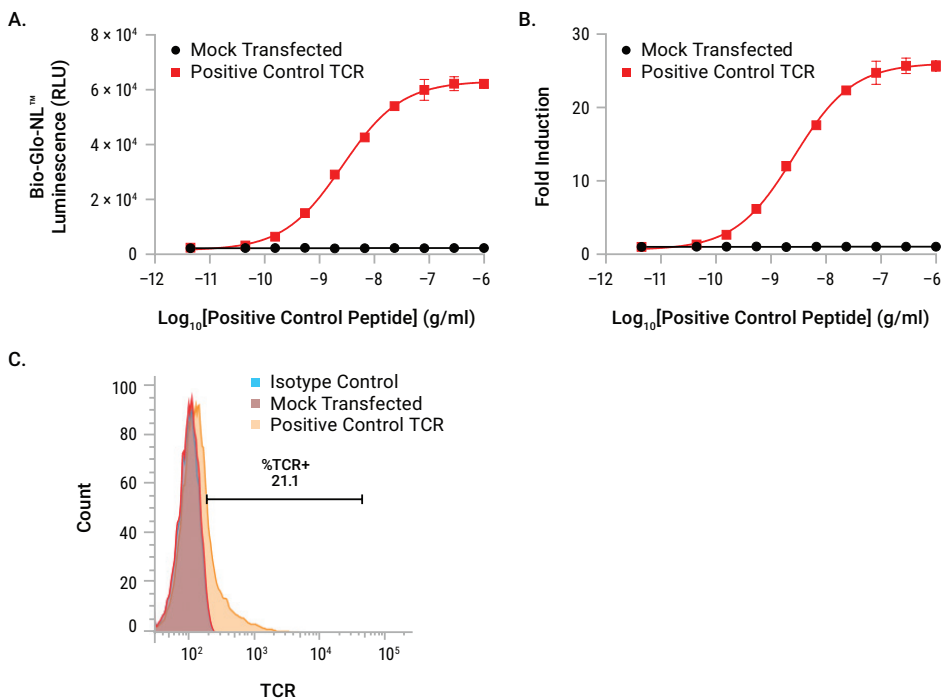 A.
8 × 10⁴
6 × 10⁴
4 × 10⁴
2 × 10⁴
0
Bio-Glo-NL™
Luminescence (RLU)
Mock Transfected
Positive Control TCR
−12 −11 −10 −9 −8 −7 −6
Log₁₀[Positive Control Peptide] (g/ml)
B.
30
20
10
0
Fold Induction
Mock Transfected
Positive Control TCR
−12 −11 −10 −9 −8 −7 −6
Log₁₀[Positive Control Peptide] (g/ml)
C.
100
80
60
40
20
0
Count
Isotype Control
Mock Transfected
Positive Control TCR
%TCR+
21.1
10² 10³ 10⁴ 10⁵
TCR